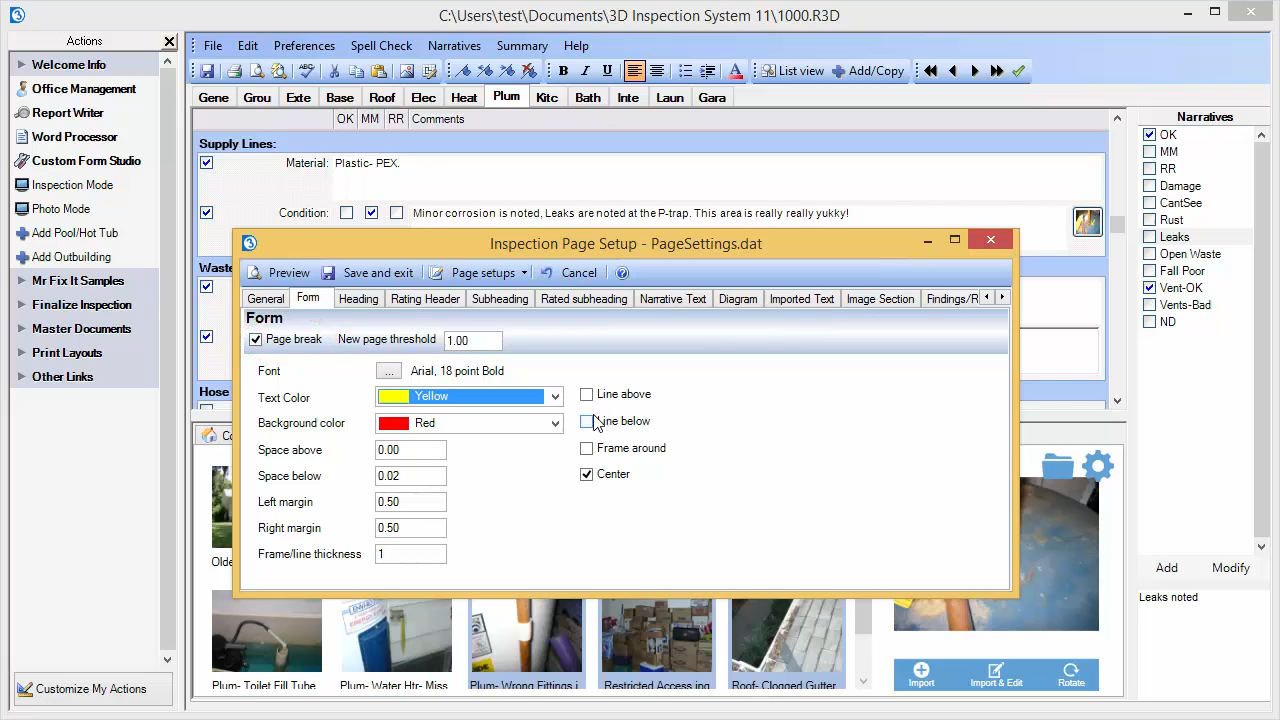 C:\Users\test\Documents\3D Inspection System 11\1000.R3D
Actions
Welcome Info
Office Management
Report Writer
Word Processor
Custom Form Studio
Inspection Mode
Photo Mode
Add Pool/Hot Tub
Add Outbuilding
Mr Fix It Samples
Finalize Inspection
Master Documents
Print Layouts
Other Links
Customize My Actions
File Edit Preferences Spell Check Narratives Summary Help
B I U A List view Add/Copy
Gene Grou Exte Base Roof Elec Heat Plum Kitc Bath Inte Laun Gara
OK MM RR Comments
Supply Lines:
Material: Plastic- PEX.
Condition: Minor corrosion is noted, Leaks are noted at the P-trap. This area is really really yukky!
Waste
Hose
Inspection Page Setup - PageSettings.dat
Preview Save and exit Page setups Cancel
General Form Heading Rating Header Subheading Rated subheading Narrative Text Diagram Imported Text Image Section Findings/R
Form
Page break New page threshold 1.00
Font ... Arial, 18 point Bold
Text Color Yellow Line above
Background color Red Line below
Space above 0.00 Frame around
Space below 0.02 Center
Left margin 0.50
Right margin 0.50
Frame/line thickness 1
Plum- Toilet Fill Tube
Plum-Water Htr- Miss
Plum- Wrong Fittings i
Restricted Access ing
Roof- Clogged Gutter
Import Import & Edit Rotate
Narratives
OK
MM
RR
Damage
CantSee
Rust
Leaks
Open Waste
Fall Poor
Vent-OK
Vents-Bad
ND
Add Modify
Leaks noted